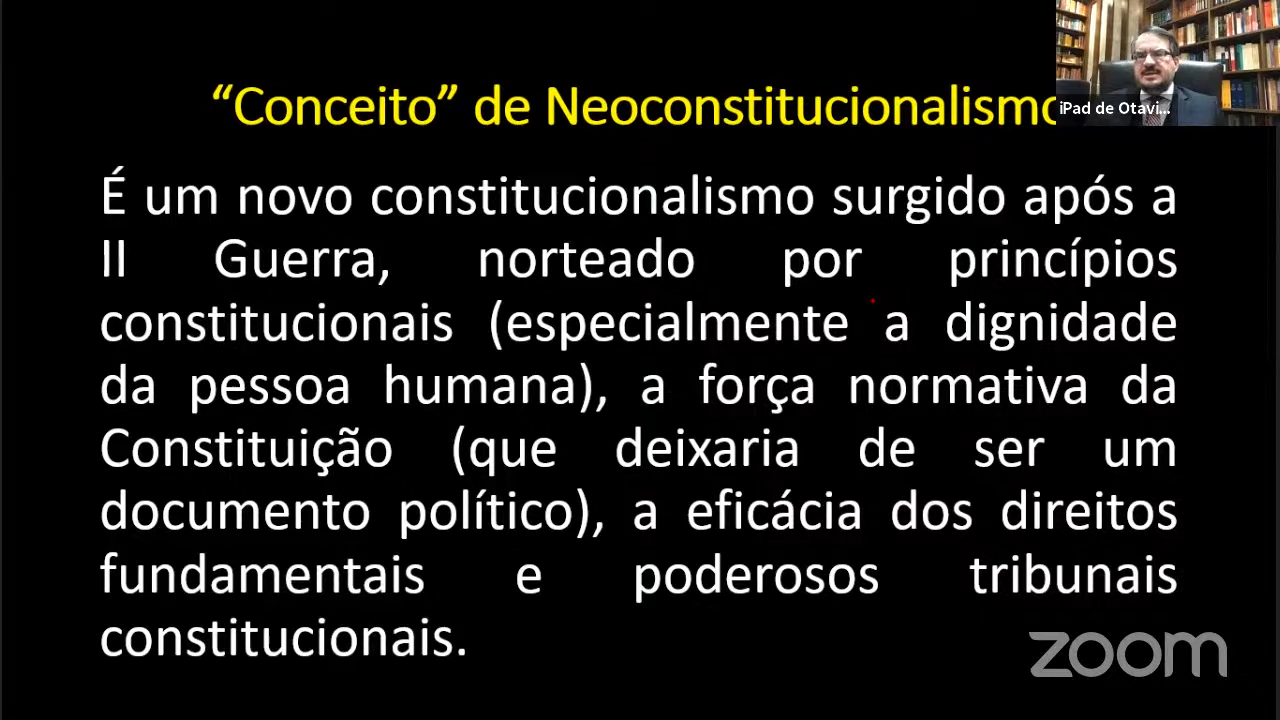 “Conceito” de Neoconstitucionalismo
iPad de Otavi...
É um novo constitucionalismo surgido após a
II Guerra, norteado por princípios
constitucionais (especialmente a dignidade
da pessoa humana), a força normativa da
Constituição (que deixaria de ser um
documento político), a eficácia dos direitos
fundamentais e poderosos tribunais
constitucionais.
zoom